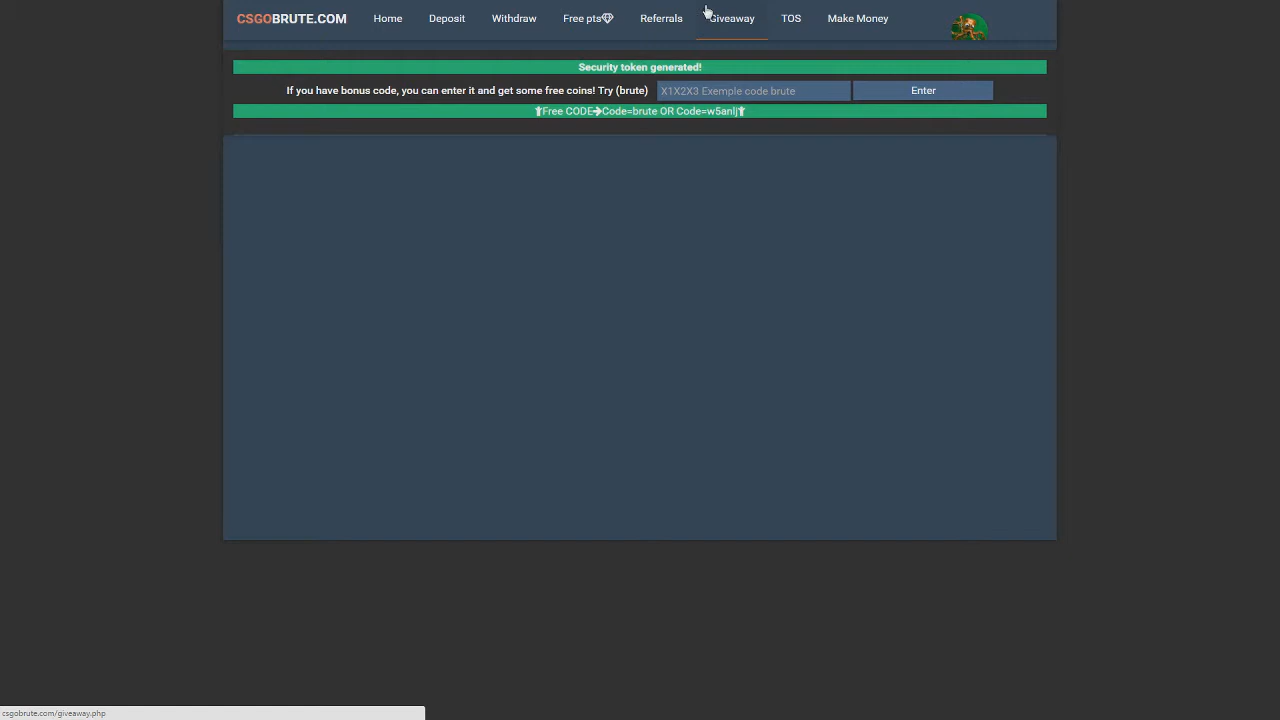 CSGOBRUTE.COM Home Deposit Withdraw Free pts Referrals Giveaway TOS Make Money
Security token generated!
If you have bonus code, you can enter it and get some free coins! Try (brute) X1X2X3 Exemple code brute Enter
Free CODE Code=brute OR Code=w5anlj
csgobrute.com/giveaway.php